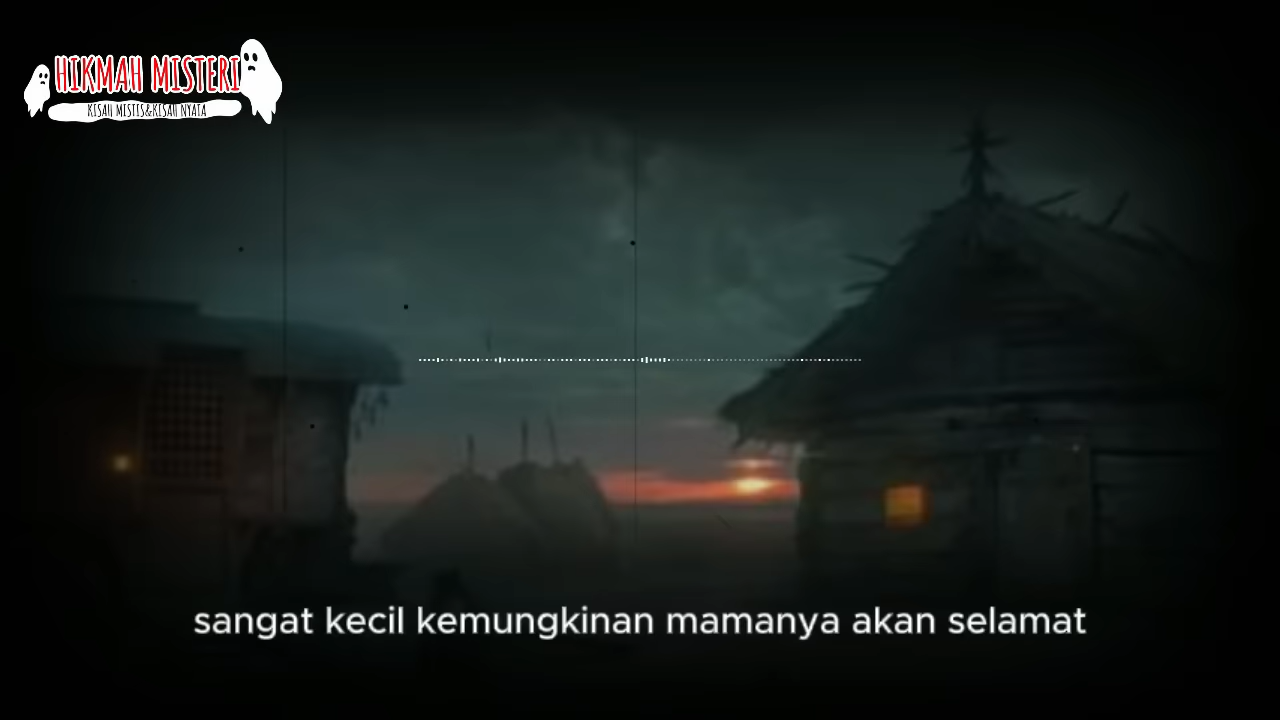 HIKMAH MISTERI
KISAH MISTIS&KISAH NYATA
sangat kecil kemungkinan mamanya akan selamat